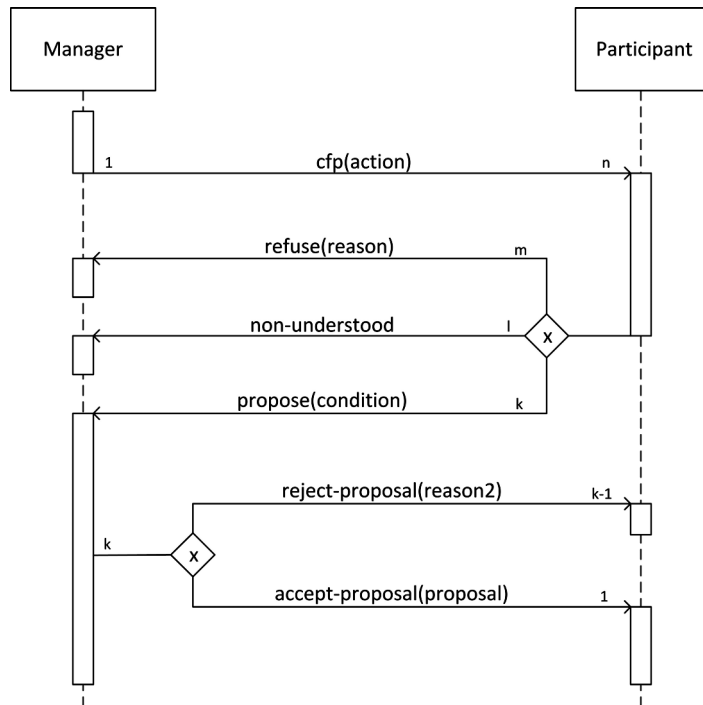 Manager
Participant
1 cfp(action) n
refuse(reason) m
non-understood l
x
propose(condition) k
reject-proposal(reason2) k-1
k
x
accept-proposal(proposal) 1